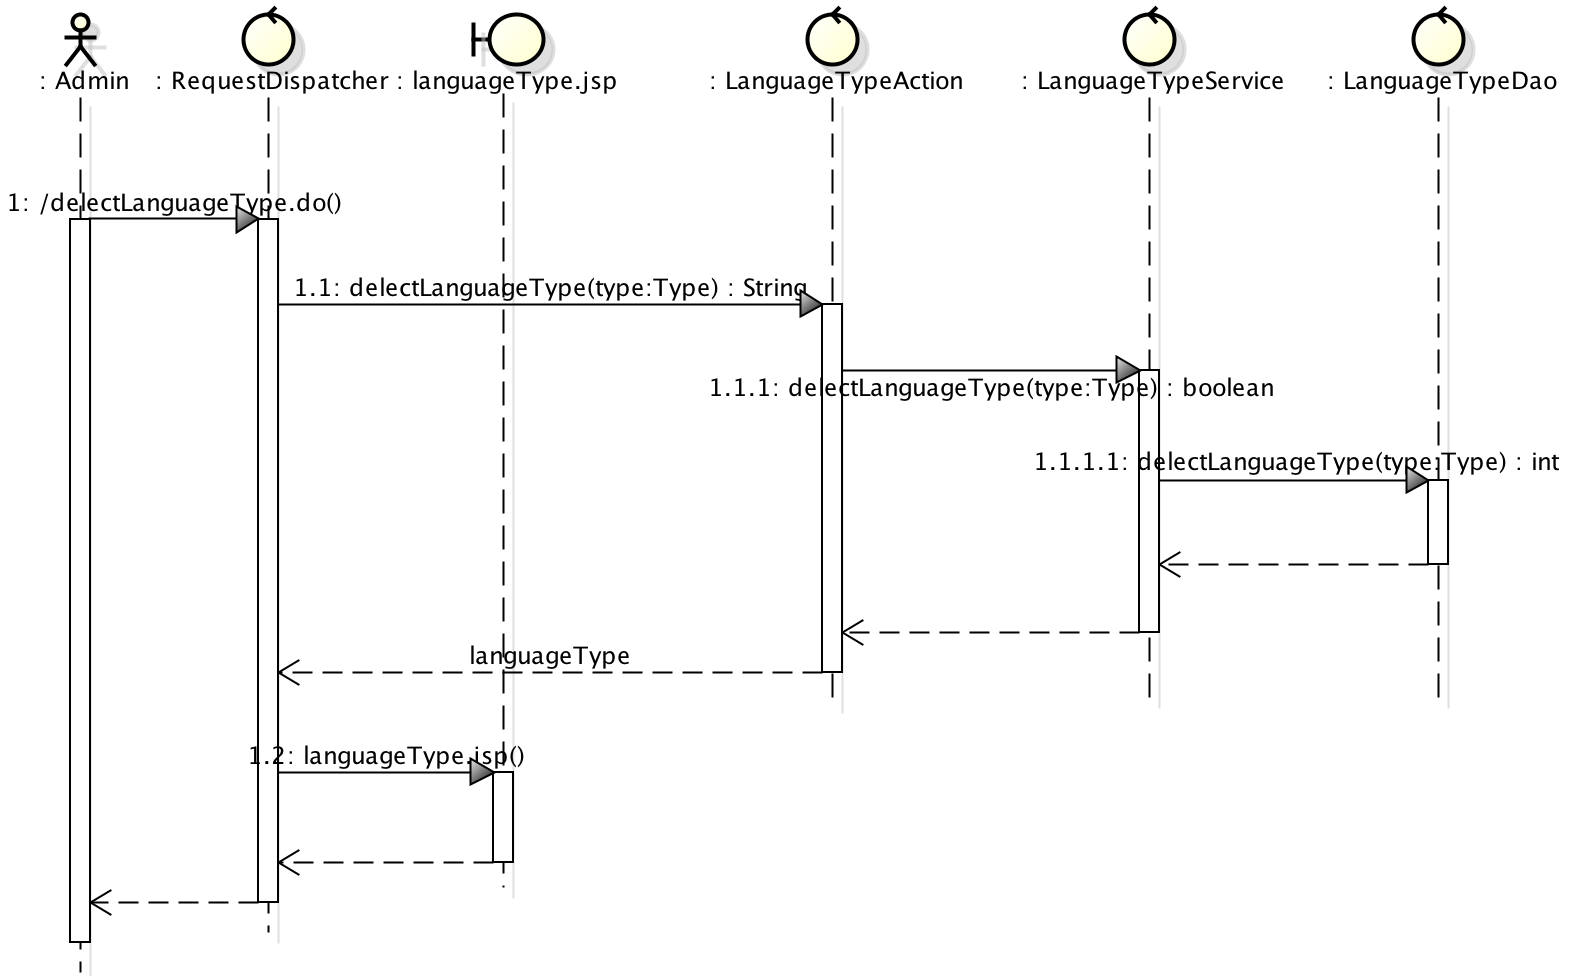 : Admin
: RequestDispatcher
: languageType.jsp
: LanguageTypeAction
: LanguageTypeService
: LanguageTypeDao
1: /delectLanguageType.do()
1.1: delectLanguageType(type:Type) : String
1.1.1: delectLanguageType(type:Type) : boolean
1.1.1.1: delectLanguageType(type:Type) : int
languageType
1.2: languageType.jsp()